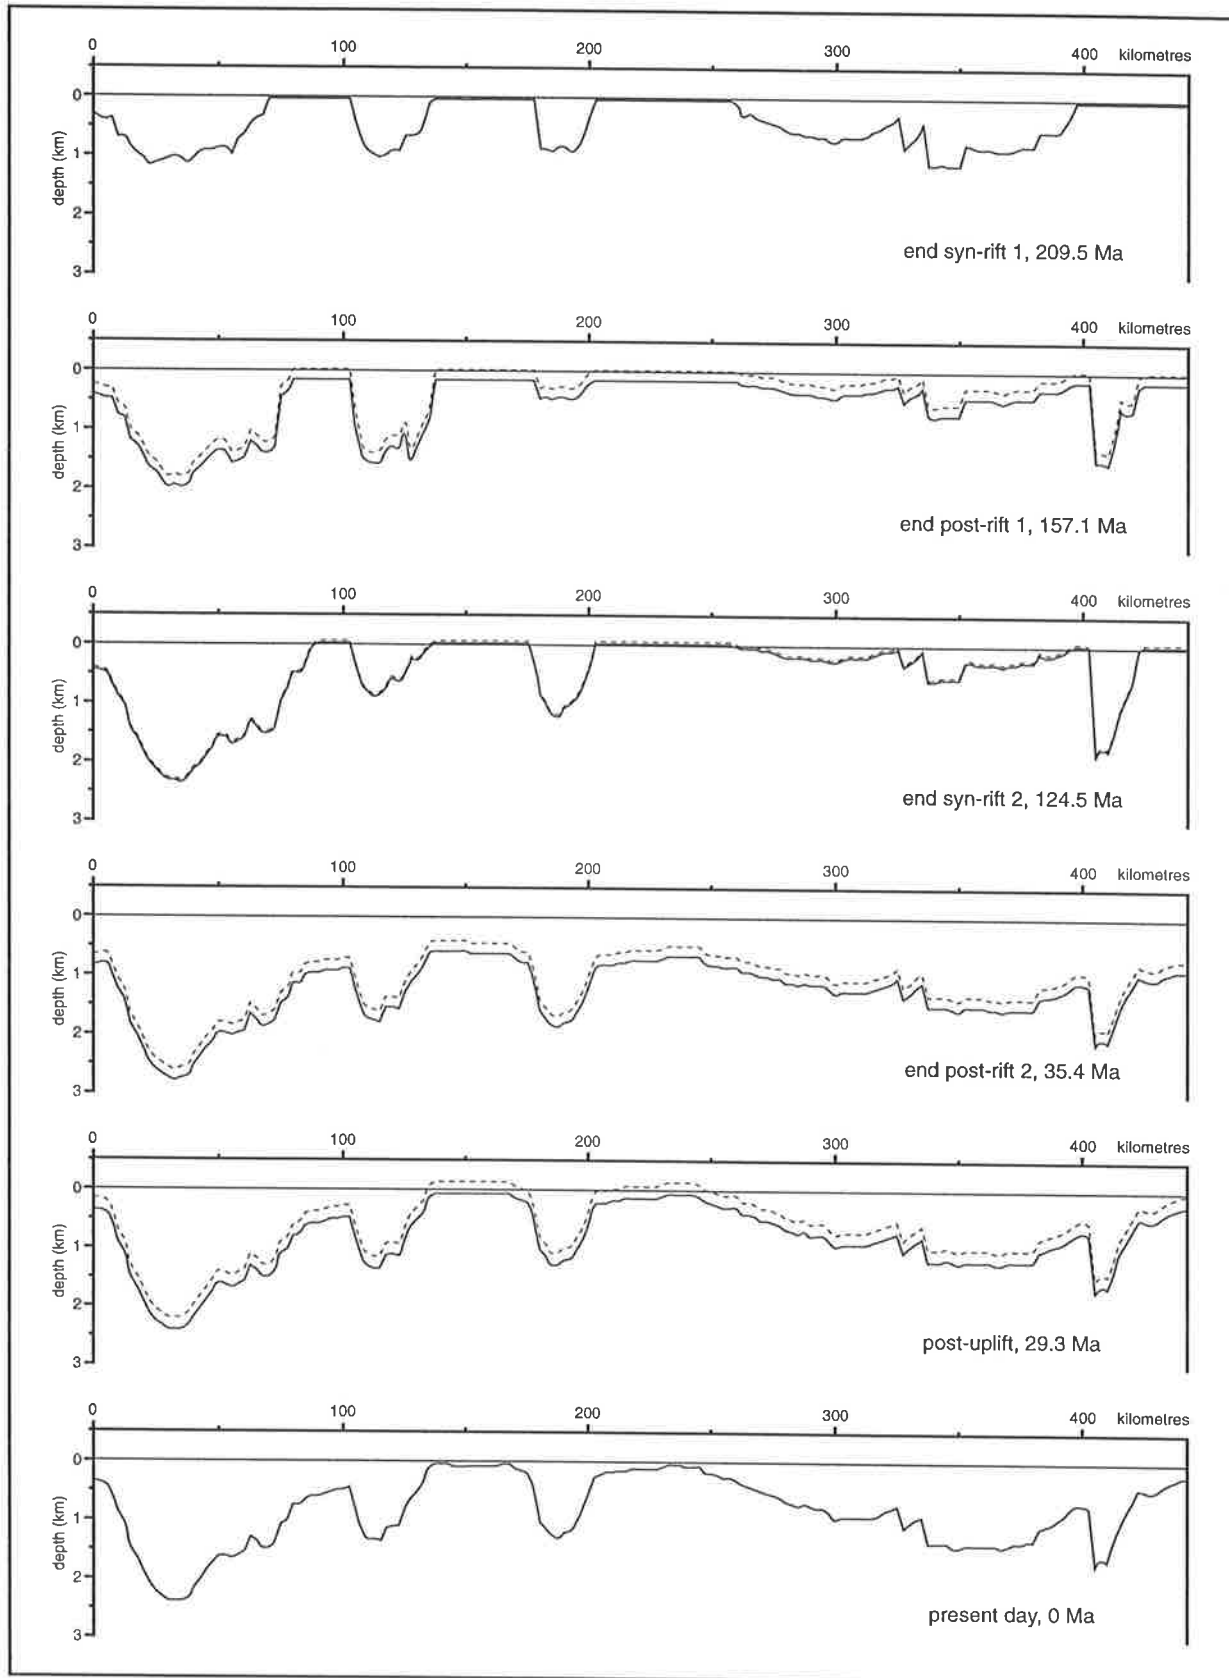 0 100 200 300 400 kilometres
0
1
2
3
depth (km)
end syn-rift 1, 209.5 Ma
0 100 200 300 400 kilometres
0
1
2
3
depth (km)
end post-rift 1, 157.1 Ma
0 100 200 300 400 kilometres
0
1
2
3
depth (km)
end syn-rift 2, 124.5 Ma
0 100 200 300 400 kilometres
0
1
2
3
depth (km)
end post-rift 2, 35.4 Ma
0 100 200 300 400 kilometres
0
1
2
3
depth (km)
post-uplift, 29.3 Ma
0 100 200 300 400 kilometres
0
1
2
3
depth (km)
present day, 0 Ma